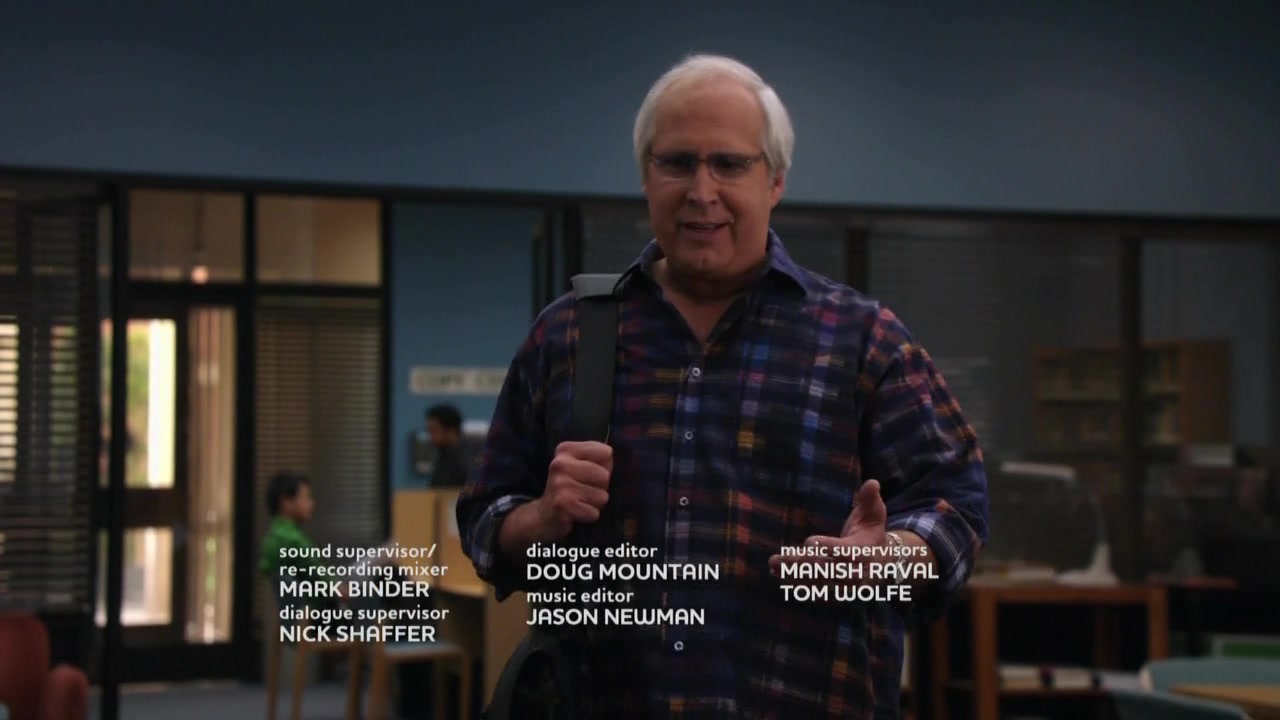 COPY
sound supervisor/
re-recording mixer
MARK BINDER
dialogue supervisor
NICK SHAFFER
dialogue editor
DOUG MOUNTAIN
music editor
JASON NEWMAN
music supervisors
MANISH RAVAL
TOM WOLFE